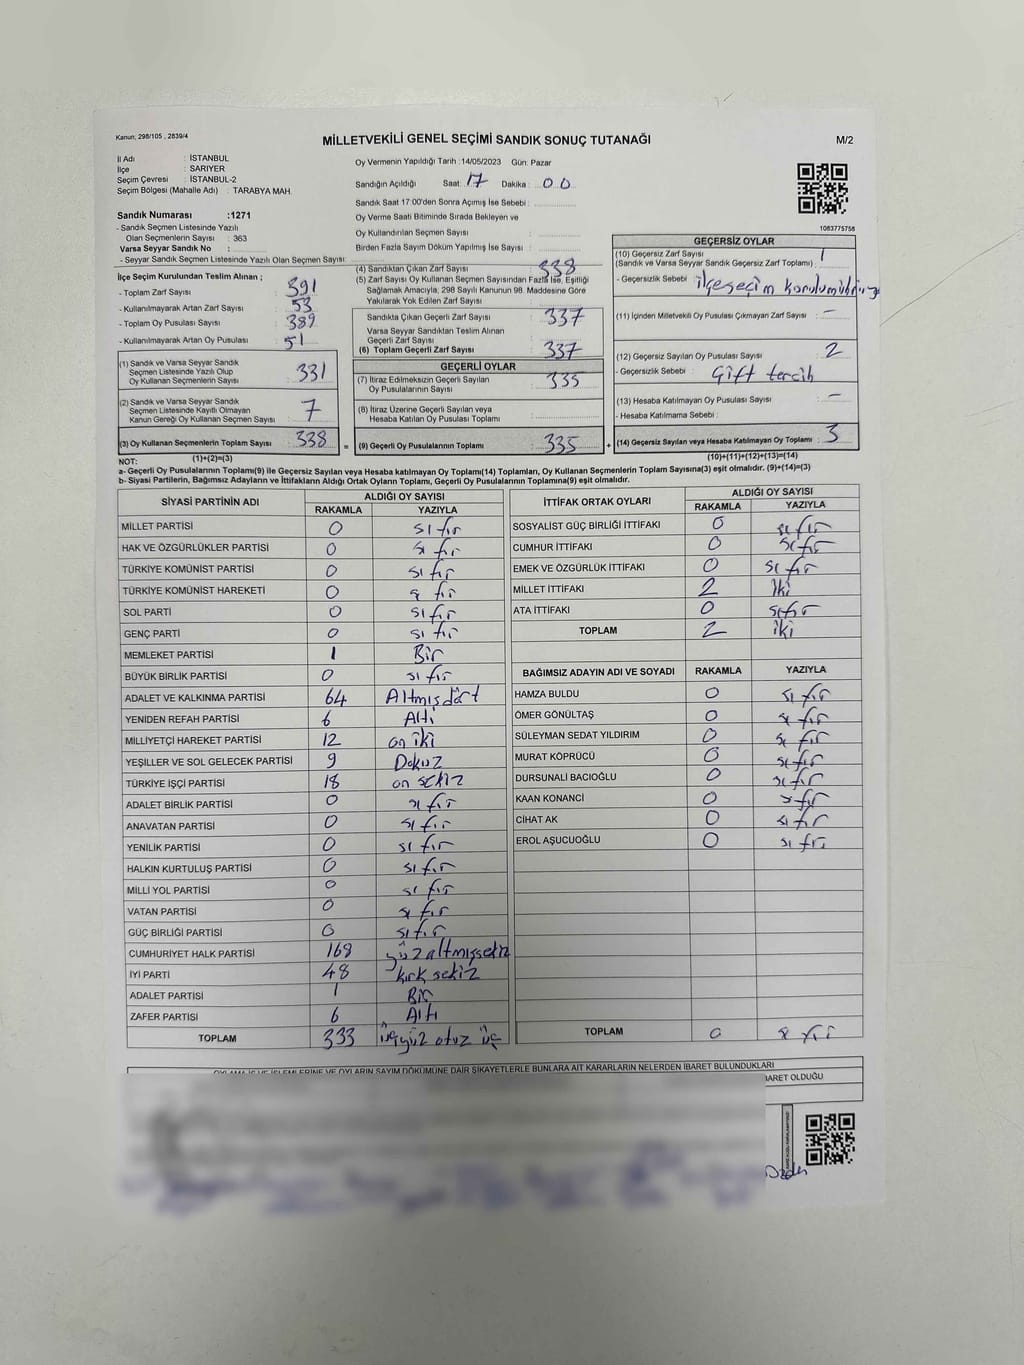 Kanun; 298/105 , 2839/4
MİLLETVEKİLİ GENEL SEÇİMİ SANDIK SONUÇ TUTANAĞI
M/2
İl Adı : İSTANBUL
İlçe : SARIYER
Seçim Çevresi : İSTANBUL-2
Seçim Bölgesi (Mahalle Adı) : TARABYA MAH.
Oy Vermenin Yapıldığı Tarih :14/05/2023 Gün: Pazar
Sandığın Açıldığı Saat: 17 Dakika : 00
Sandık Saat 17:00'den Sonra Açımış İse Sebebi :
Oy Verme Saati Bitiminde Sırada Bekleyen ve
Oy Kullandırılan Seçmen Sayısı :
Birden Fazla Sayım Döküm Yapılmış İse Sayısı :
Sandık Numarası :1271
- Sandık Seçmen Listesinde Yazılı
Olan Seçmenlerin Sayısı : 363
Varsa Seyyar Sandık No :
- Seyyar Sandık Seçmen Listesinde Yazılı Olan Seçmen Sayısı:
1083775756
İlçe Seçim Kurulundan Teslim Alınan ;
- Toplam Zarf Sayısı : 391
- Kullanılmayarak Artan Zarf Sayısı : 53
- Toplam Oy Pusulası Sayısı : 389
- Kullanılmayarak Artan Oy Pusulası : 51
(1) Sandık ve Varsa Seyyar Sandık
Seçmen Listesinde Yazılı Olup
Oy Kullanan Seçmenlerin Sayısı : 331
(2) Sandık ve Varsa Seyyar Sandık
Seçmen Listesinde Kayıtlı Olmayan
Kanun Gereği Oy Kullanan Seçmen Sayısı : 7
(3) Oy Kullanan Seçmenlerin Toplam Sayısı : 338
(1)+(2)=(3)
(4) Sandıktan Çıkan Zarf Sayısı : 338
(5) Zarf Sayısı Oy Kullanan Seçmen Sayısından Fazla İse, Eşitliği
Sağlamak Amacıyla, 298 Sayılı Kanunun 98. Maddesine Göre
Yakılarak Yok Edilen Zarf Sayısı :
Sandıkta Çıkan Geçerli Zarf Sayısı : 337
Varsa Seyyar Sandıktan Teslim Alınan
Geçerli Zarf Sayısı :
(6) Toplam Geçerli Zarf Sayısı : 337
GEÇERLİ OYLAR
(7) İtiraz Edilmeksizin Geçerli Sayılan
Oy Pusulalarının Sayısı : 335
(8) İtiraz Üzerine Geçerli Sayılan veya
Hesaba Katılan Oy Pusulası Sayısı :
= (9) Geçerli Oy Pusulalarının Toplamı : 335 +
GEÇERSİZ OYLAR
(10) Geçersiz Zarf Sayısı
(Sandık ve Varsa Seyyar Sandık Geçersiz Zarf Toplamı) : 1
- Geçersizlik Sebebi :
(11) İçinden Milletvekili Oy Pusulası Çıkmayan Zarf Sayısı : -
(12) Geçersiz Sayılan Oy Pusulası Sayısı : 2
- Geçersizlik Sebebi : Çift tercih
(13) Hesaba Katılmayan Oy Pusulası Sayısı : -
- Hesaba Katılmama Sebebi :
(14) Geçersiz Sayılan veya Hesaba Katılmayan Oy Toplamı : 3
(10)+(11)+(12)+(13)=(14)
NOT:
a- Geçerli Oy Pusulalarının Toplamı(9) ile Geçersiz Sayılan veya Hesaba katılmayan Oy Toplamı(14) Toplamları, Oy Kullanan Seçmenlerin Toplam Sayısına(3) eşit olmalıdır. (9)+(14)=(3)
b- Siyasi Partilerin, Bağımsız Adayların ve İttifakların Aldığı Ortak Oyların Toplamı, Geçerli Oy Pusulalarının Toplamına(9) eşit olmalıdır.
SİYASİ PARTİNİN ADI ALDIĞI OY SAYISI
RAKAMLA YAZIYLA
MİLLET PARTİSİ 0 sıfır
HAK VE ÖZGÜRLÜKLER PARTİSİ 0 sıfır
TÜRKİYE KOMÜNİST PARTİSİ 0 sıfır
TÜRKİYE KOMÜNİST HAREKETİ 0 sıfır
SOL PARTİ 0 sıfır
GENÇ PARTİ 0 sıfır
MEMLEKET PARTİSİ 1 Bir
BÜYÜK BİRLİK PARTİSİ 0 sıfır
ADALET VE KALKINMA PARTİSİ 64 Altmışdört
YENİDEN REFAH PARTİSİ 6 Altı
MİLLİYETÇİ HAREKET PARTİSİ 12 on iki
YEŞİLLER VE SOL GELECEK PARTİSİ 9 Dokuz
TÜRKİYE İŞÇİ PARTİSİ 18 on sekiz
ADALET BİRLİK PARTİSİ 0 sıfır
ANAVATAN PARTİSİ 0 sıfır
YENİLİK PARTİSİ 0 sıfır
HALKIN KURTULUŞ PARTİSİ 0 sıfır
MİLLİ YOL PARTİSİ 0 sıfır
VATAN PARTİSİ 0 sıfır
GÜÇ BİRLİĞİ PARTİSİ 0 sıfır
CUMHURİYET HALK PARTİSİ 168 yüzaltmışsekiz
İYİ PARTİ 48 kırk sekiz
ADALET PARTİSİ 1 Bir
ZAFER PARTİSİ 6 Altı
TOPLAM 333 üçyüz otuz üç
İTTİFAK ORTAK OYLARI ALDIĞI OY SAYISI
RAKAMLA YAZIYLA
SOSYALİST GÜÇ BİRLİĞİ İTTİFAKI 0 sıfır
CUMHUR İTTİFAKI 0 sıfır
EMEK VE ÖZGÜRLÜK İTTİFAKI 0 sıfır
MİLLET İTTİFAKI 2 iki
ATA İTTİFAKI 0 sıfır
TOPLAM 2 iki
BAĞIMSIZ ADAYIN ADI VE SOYADI RAKAMLA YAZIYLA
HAMZA BULDU 0 sıfır
ÖMER GÖNÜLTAŞ 0 sıfır
SÜLEYMAN SEDAT YILDIRIM 0 sıfır
MURAT KÖPRÜCÜ 0 sıfır
DURSUNALİ BACIOĞLU 0 sıfır
KAAN KONANCİ 0 sıfır
CİHAT AK 0 sıfır
EROL AŞUCUOĞLU 0 sıfır
TOPLAM 0 sıfır
OYLAMA İŞ VE İŞLEMLERİNE VE OYLARIN SAYIM DÖKÜMÜNE DAİR ŞİKAYETLERLE BUNLARA AİT KARARLARIN NELERDEN İBARET BULUNDUKLARI
İBARET OLDUĞU